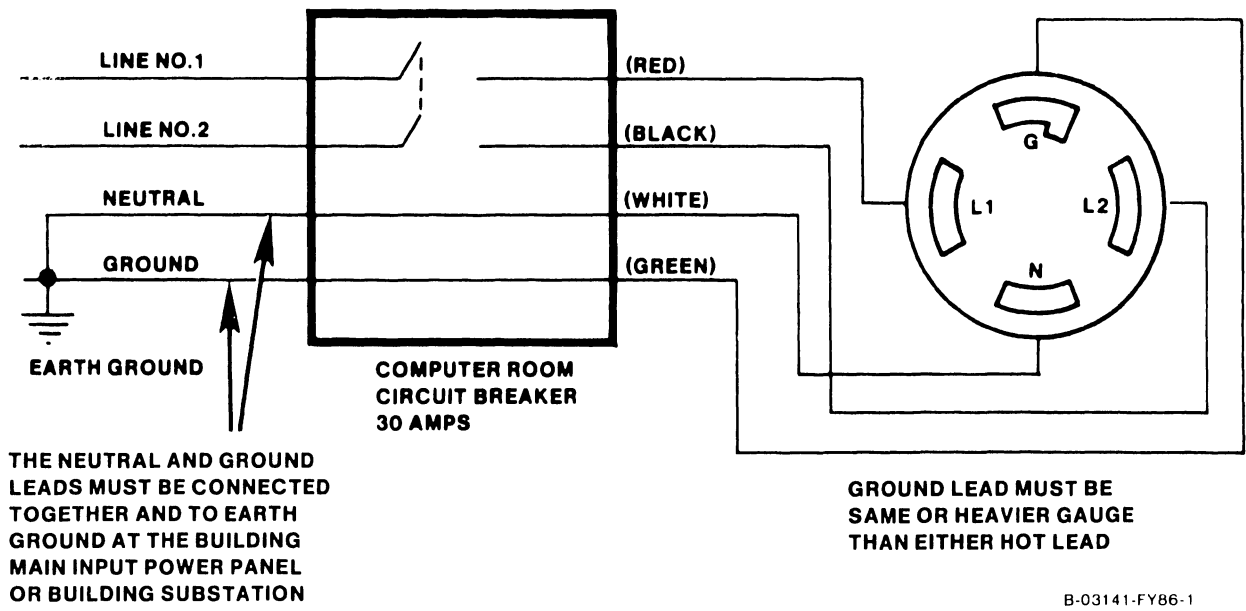 LINE NO.1
(RED)
LINE NO.2
(BLACK)
NEUTRAL
(WHITE)
GROUND
(GREEN)
G
L1
L2
N
EARTH GROUND
COMPUTER ROOM
CIRCUIT BREAKER
30 AMPS
THE NEUTRAL AND GROUND
LEADS MUST BE CONNECTED
TOGETHER AND TO EARTH
GROUND AT THE BUILDING
MAIN INPUT POWER PANEL
OR BUILDING SUBSTATION
GROUND LEAD MUST BE
SAME OR HEAVIER GAUGE
THAN EITHER HOT LEAD
B-03141-FY86-1